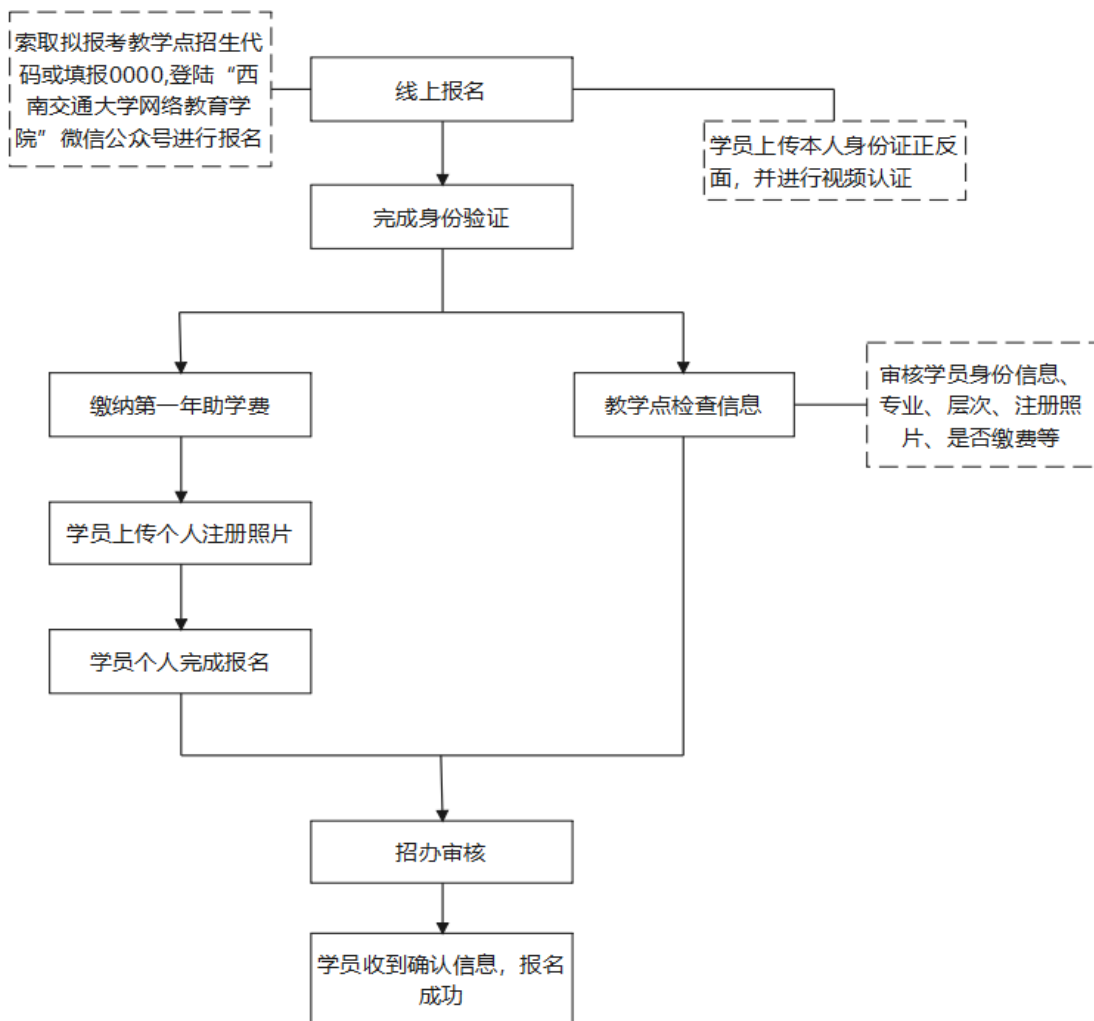 索取拟报考教学点招生代
码或填报0000,登陆“西
南交通大学网络教育学
院”微信公众号进行报名
线上报名
学员上传本人身份证正反
面，并进行视频认证
完成身份验证
缴纳第一年助学费
教学点检查信息
审核学员身份信息、
专业、层次、注册照
片、是否缴费等
学员上传个人注册照片
学员个人完成报名
招办审核
学员收到确认信息，报名
成功